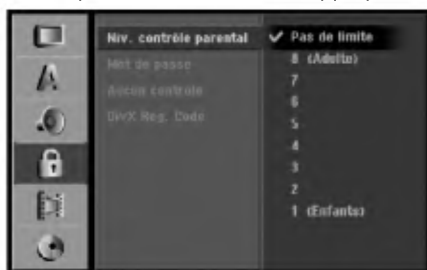 Niv. contrôle parental
Mot de passe
Aucun contrôle
DivX Reg. Code
✓ Pas de limite
8 (Adulte)
7
6
5
4
3
2
1 (Enfants)